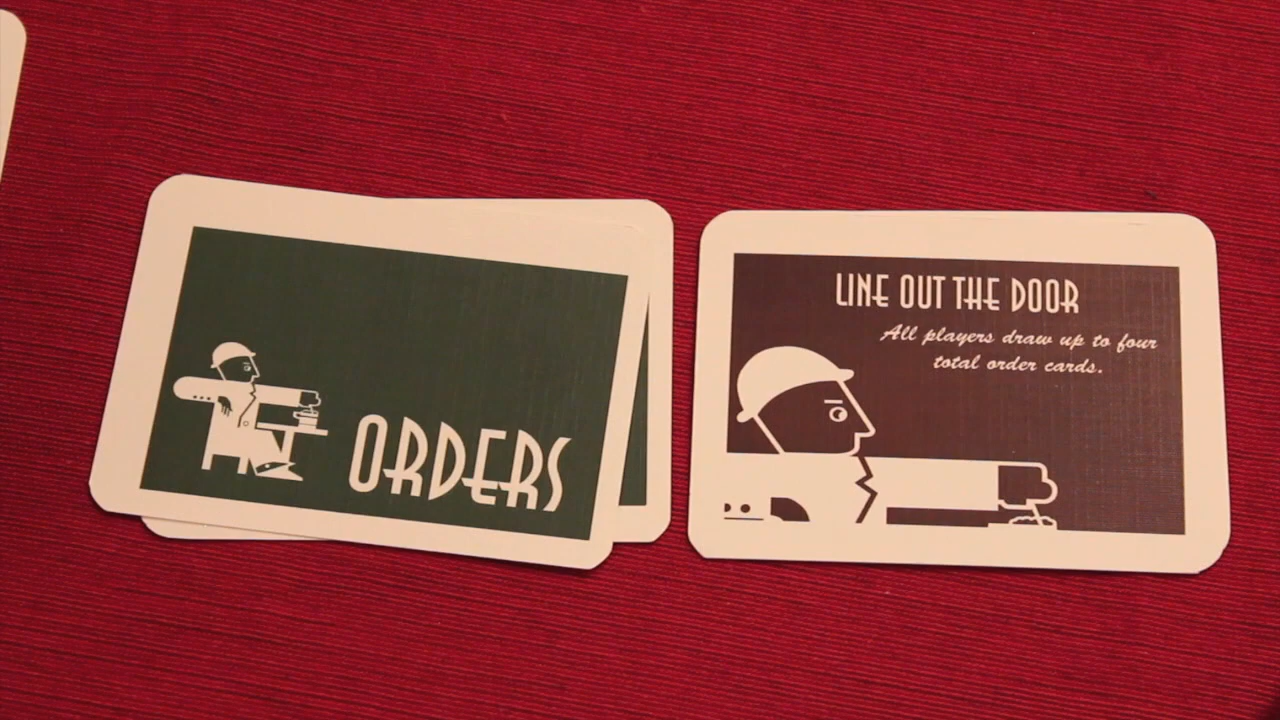 ORDERS
LINE OUT THE DOOR
All players draw up to four
total order cards.